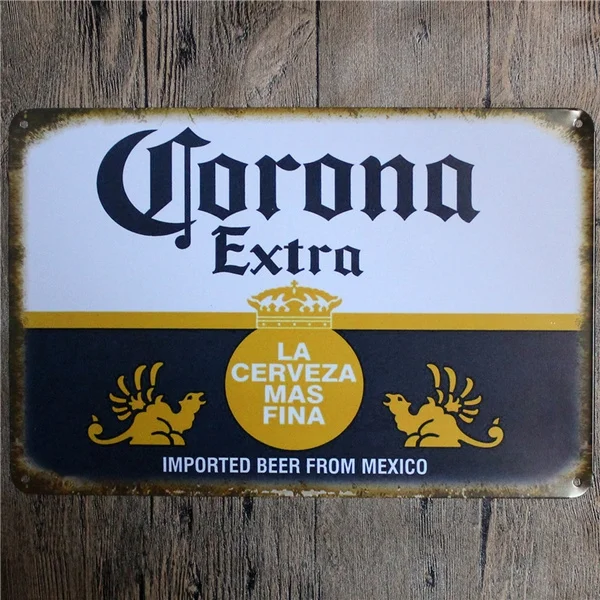 Corona
Extra
LA
CERVEZA
MAS
FINA
IMPORTED BEER FROM MEXICO